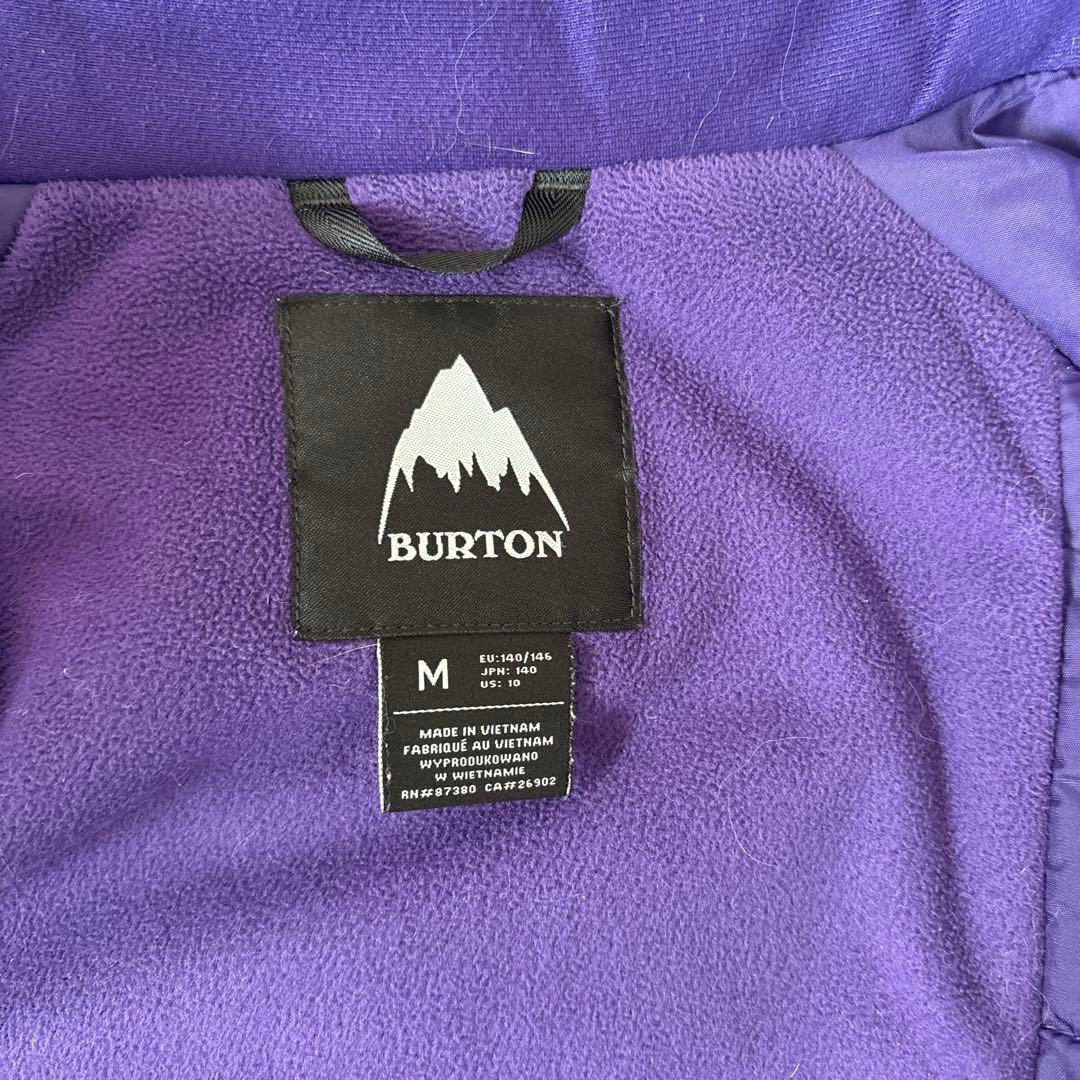 BURTON
M
EU:140/146
JPN: 140
US: 10
MADE IN VIETNAM
FABRIQUÉ AU VIETNAM
WYPRODUKOWANO
W WIETNAMIE
RN#87380 CA#26902